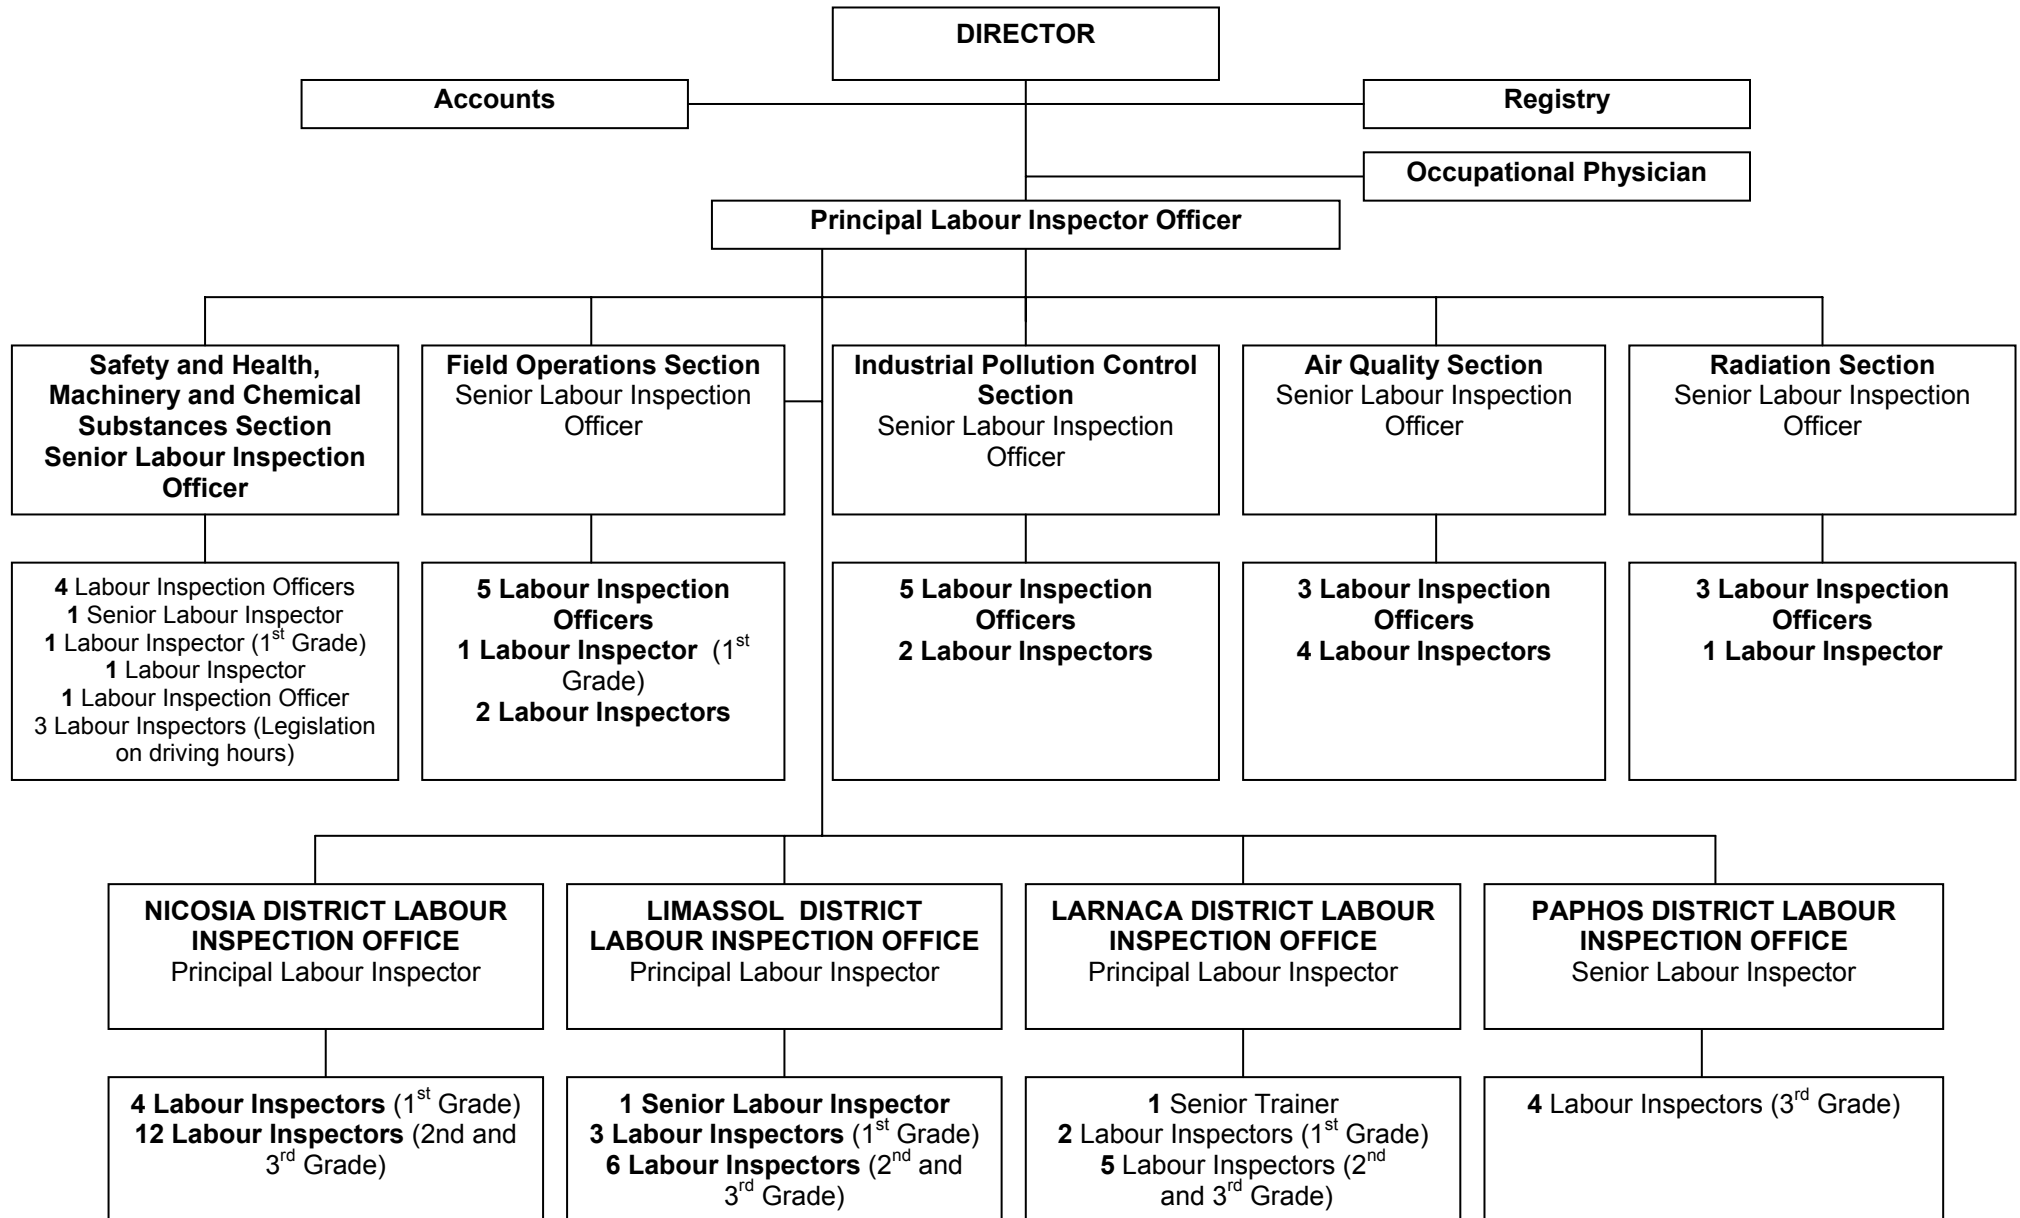 DIRECTOR
Accounts
Registry
Occupational Physician
Principal Labour Inspector Officer
Safety and Health,
Machinery and Chemical
Substances Section
Senior Labour Inspection
Officer
Field Operations Section
Senior Labour Inspection
Officer
Industrial Pollution Control
Section
Senior Labour Inspection
Officer
Air Quality Section
Senior Labour Inspection
Officer
Radiation Section
Senior Labour Inspection
Officer
4 Labour Inspection Officers
1 Senior Labour Inspector
1 Labour Inspector (1st Grade)
1 Labour Inspector
1 Labour Inspection Officer
3 Labour Inspectors (Legislation
on driving hours)
5 Labour Inspection
Officers
1 Labour Inspector (1st
Grade)
2 Labour Inspectors
5 Labour Inspection
Officers
2 Labour Inspectors
3 Labour Inspection
Officers
4 Labour Inspectors
3 Labour Inspection
Officers
1 Labour Inspector
NICOSIA DISTRICT LABOUR
INSPECTION OFFICE
Principal Labour Inspector
LIMASSOL DISTRICT
LABOUR INSPECTION OFFICE
Principal Labour Inspector
LARNACA DISTRICT LABOUR
INSPECTION OFFICE
Principal Labour Inspector
PAPHOS DISTRICT LABOUR
INSPECTION OFFICE
Senior Labour Inspector
4 Labour Inspectors (1st Grade)
12 Labour Inspectors (2nd and
3rd Grade)
1 Senior Labour Inspector
3 Labour Inspectors (1st Grade)
6 Labour Inspectors (2nd and
3rd Grade)
1 Senior Trainer
2 Labour Inspectors (1st Grade)
5 Labour Inspectors (2nd
and 3rd Grade)
4 Labour Inspectors (3rd Grade)